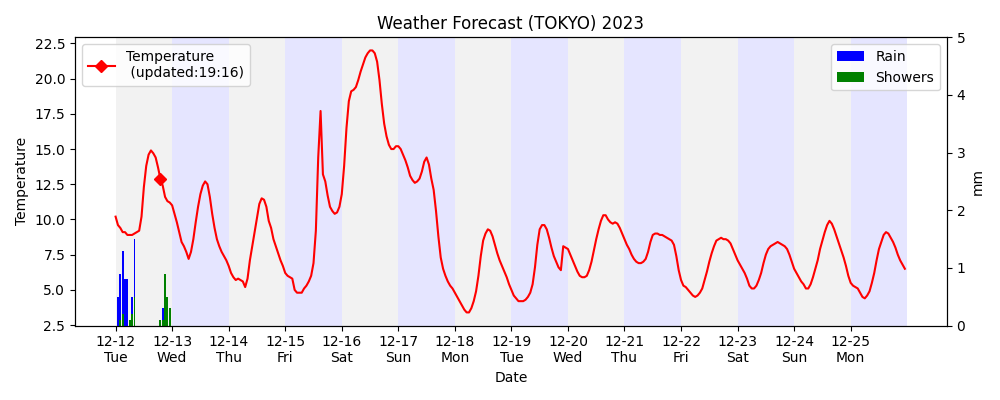 Weather Forecast (TOKYO) 2023
Temperature
(updated:19:16)
Rain
Showers
Temperature
22.5
20.0
17.5
15.0
12.5
10.0
7.5
5.0
2.5
5
4
3
2
1
0
mm
12-12 12-13 12-14 12-15 12-16 12-17 12-18 12-19 12-20 12-21 12-22 12-23 12-24 12-25
Tue Wed Thu Fri Sat Sun Mon Tue Wed Thu Fri Sat Sun Mon
Date